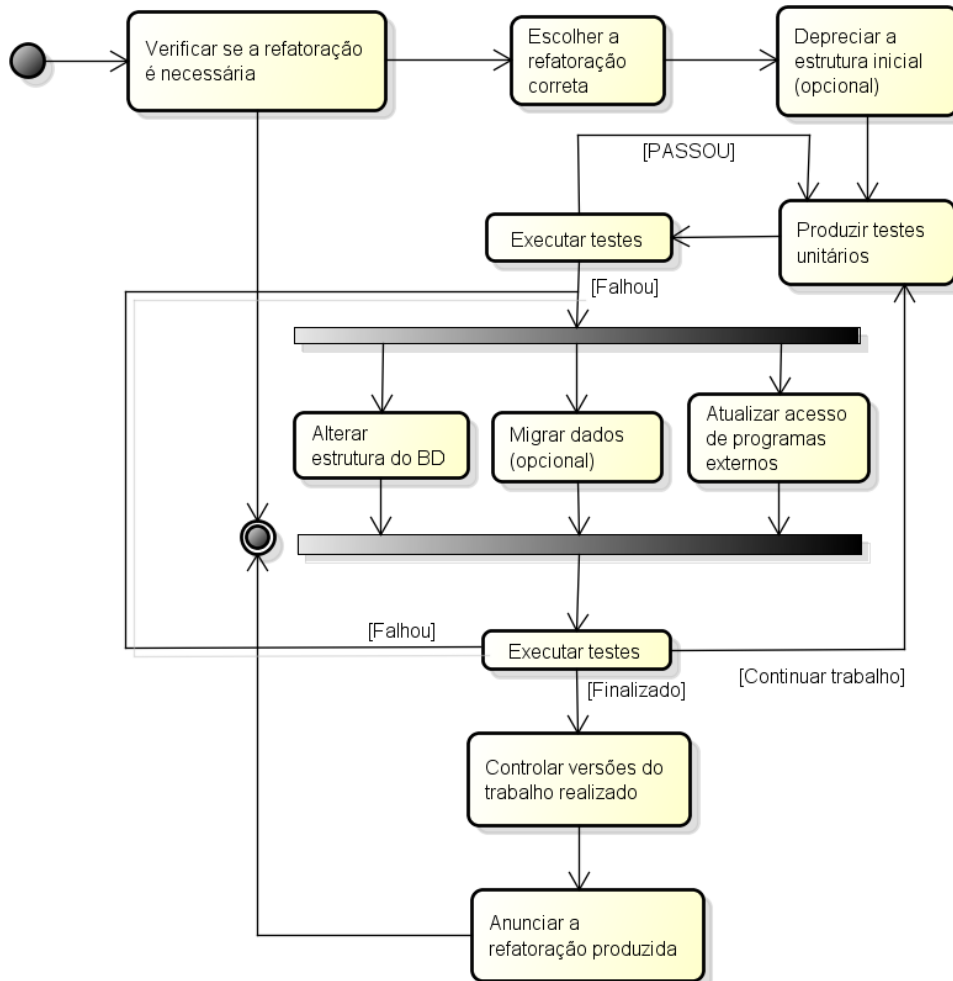 Verificar se a refatoração
é necessária
Escolher a
refatoração
correta
Depreciar a
estrutura inicial
(opcional)
[PASSOU]
Executar testes
Produzir testes
unitários
[Falhou]
Alterar
estrutura do BD
Migrar dados
(opcional)
Atualizar acesso
de programas
externos
[Falhou]
Executar testes
[Continuar trabalho]
[Finalizado]
Controlar versões do
trabalho realizado
Anunciar a
refatoração produzida